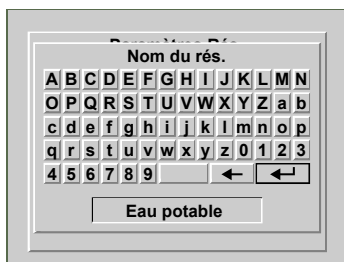 Nom du rés.
A B C D E F G H I J K L M N
O P Q R S T U V W X Y Z a b
c d e f g h i j k l m n o p
q r s t u v w x y z 0 1 2 3
4 5 6 7 8 9
Eau potable